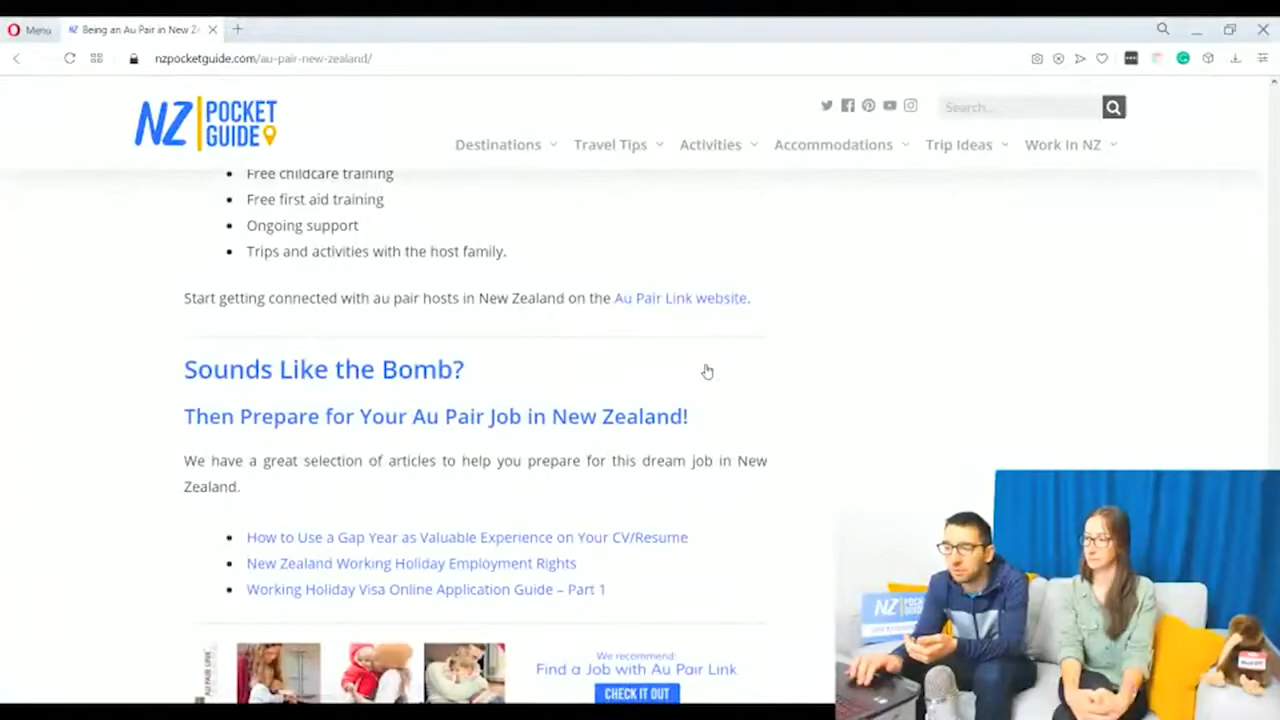 Menu
Being an Au Pair in New Z
nzpocketguide.com/au-pair-new-zealand/
NZ POCKET GUIDE
Search...
Destinations
Travel Tips
Activities
Accommodations
Trip Ideas
Work In NZ
Free childcare training
Free first aid training
Ongoing support
Trips and activities with the host family.
Start getting connected with au pair hosts in New Zealand on the Au Pair Link website.
Sounds Like the Bomb?
Then Prepare for Your Au Pair Job in New Zealand!
We have a great selection of articles to help you prepare for this dream job in New
Zealand.
How to Use a Gap Year as Valuable Experience on Your CV/Resume
New Zealand Working Holiday Employment Rights
Working Holiday Visa Online Application Guide – Part 1
AU PAIR LINK
We recommend:
Find a Job with Au Pair Link
CHECK IT OUT
NZ POCKET GUIDE